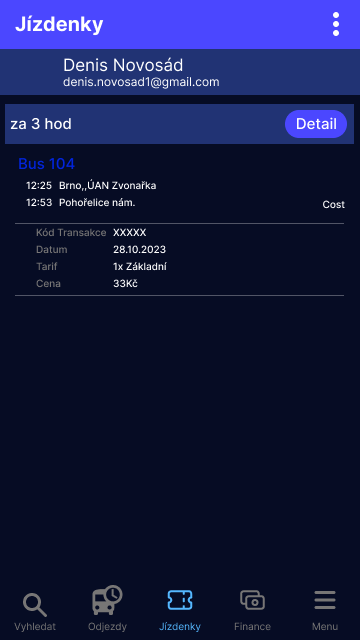 Jízdenky
Denis Novosád
denis.novosad1@gmail.com
za 3 hod
Detail
Bus 104
12:25 Brno,,ÚAN Zvonařka
12:53 Pohořelice nám.
Cost
Kód Transakce XXXXX
Datum 28.10.2023
Tarif 1x Základní
Cena 33Kč
Vyhledat
Odjezdy
Jízdenky
Finance
Menu